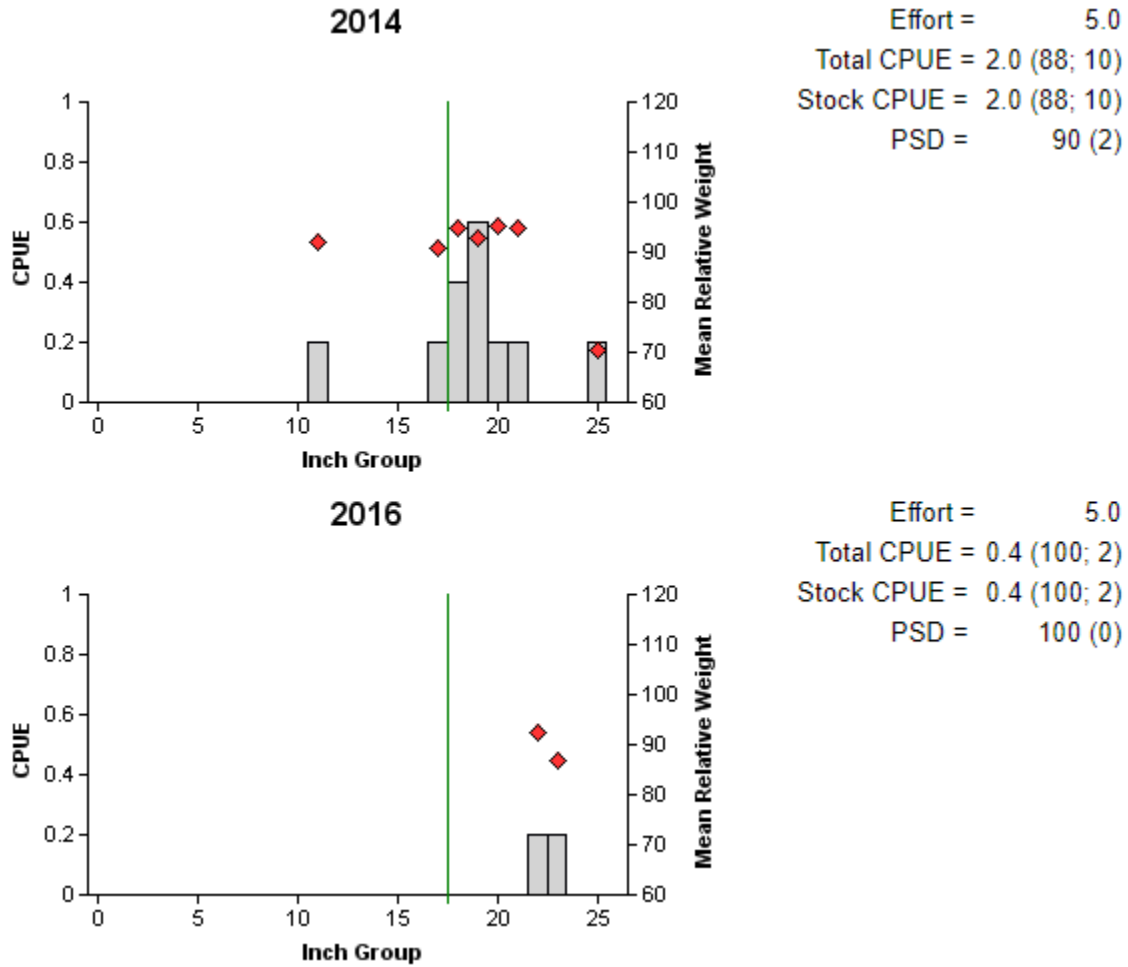 2014
Effort = 5.0
Total CPUE = 2.0 (88; 10)
Stock CPUE = 2.0 (88; 10)
PSD = 90 (2)
CPUE
1
0.8
0.6
0.4
0.2
0
120
110
100
90
80
70
60
Mean Relative Weight
0 5 10 15 20 25
Inch Group
2016
Effort = 5.0
Total CPUE = 0.4 (100; 2)
Stock CPUE = 0.4 (100; 2)
PSD = 100 (0)
CPUE
1
0.8
0.6
0.4
0.2
0
120
110
100
90
80
70
60
Mean Relative Weight
0 5 10 15 20 25
Inch Group